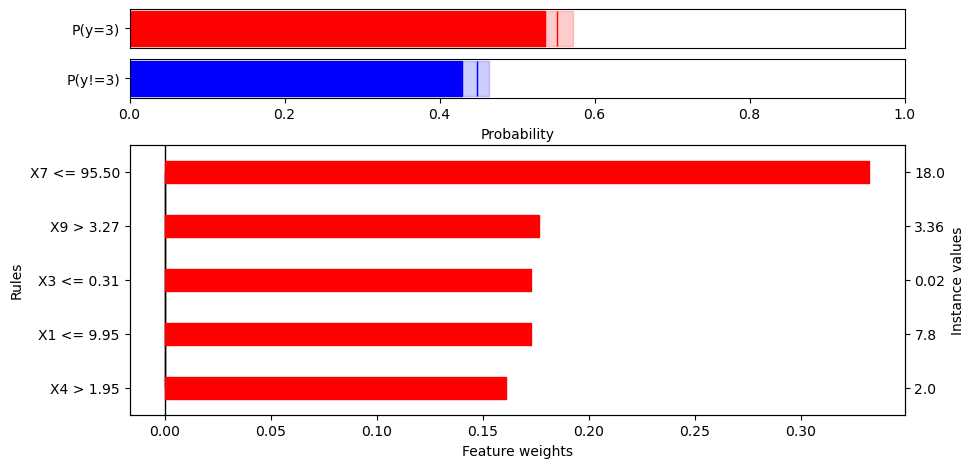 P(y=3)
P(y!=3)
0.0 0.2 0.4 0.6 0.8 1.0
Probability
X7 <= 95.50 18.0
X9 > 3.27 3.36
X3 <= 0.31 0.02
X1 <= 9.95 7.8
X4 > 1.95 2.0
Rules
Instance values
0.00 0.05 0.10 0.15 0.20 0.25 0.30
Feature weights